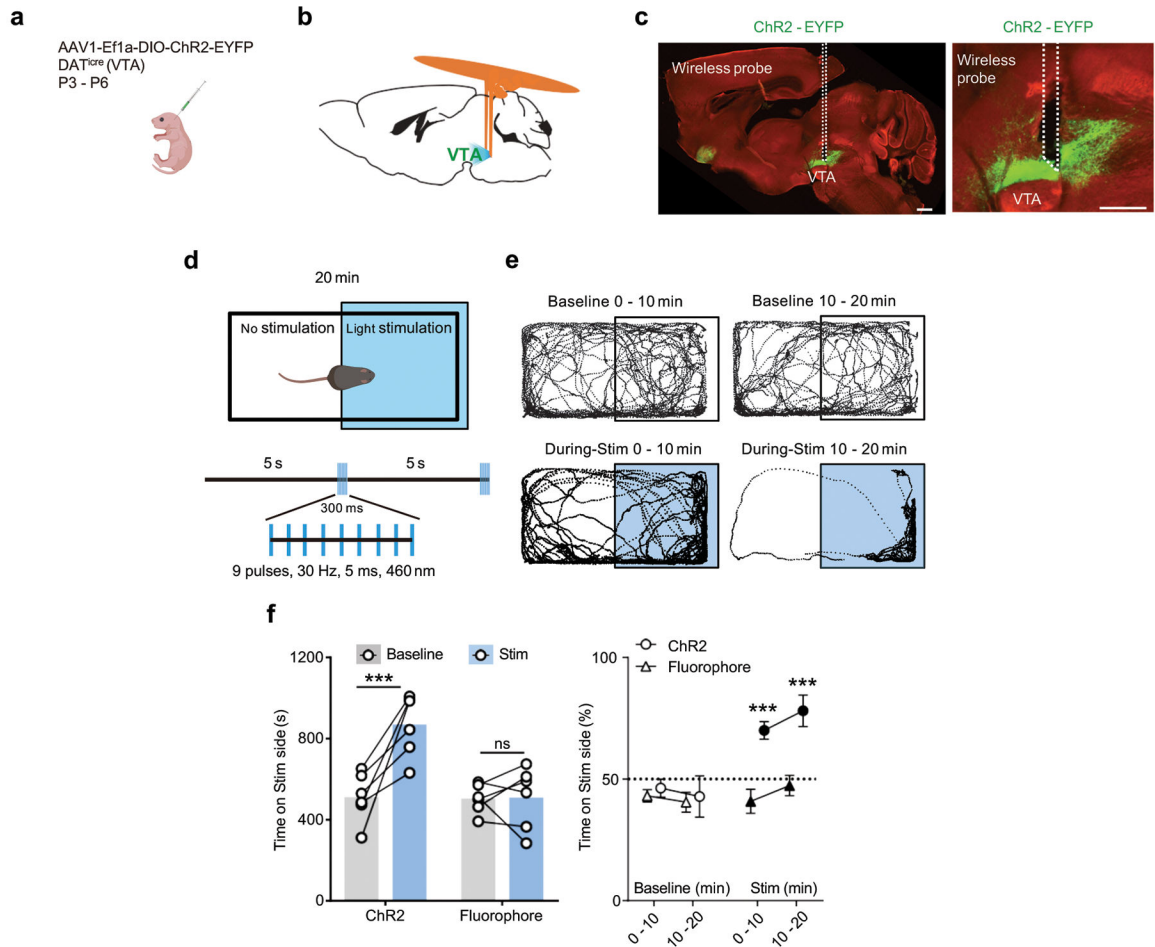 a
AAV1-Ef1a-DIO-ChR2-EYFP
DATicre (VTA)
P3 - P6
b
VTA
c
ChR2 - EYFP
Wireless probe
VTA
ChR2 - EYFP
Wireless
probe
VTA
d
20 min
No stimulation
Light stimulation
5 s
5 s
300 ms
9 pulses, 30 Hz, 5 ms, 460 nm
e
Baseline 0 - 10 min
Baseline 10 - 20 min
During-Stim 0 - 10 min
During-Stim 10 - 20 min
f
Baseline
Stim
Time on Stim side (s)
1200
800
400
0
***
ns
ChR2
Fluorophore
ChR2
Fluorophore
Time on Stim side (%)
100
50
0
***
***
Baseline (min)
Stim (min)
0 - 10
10 - 20
0 - 10
10 - 20